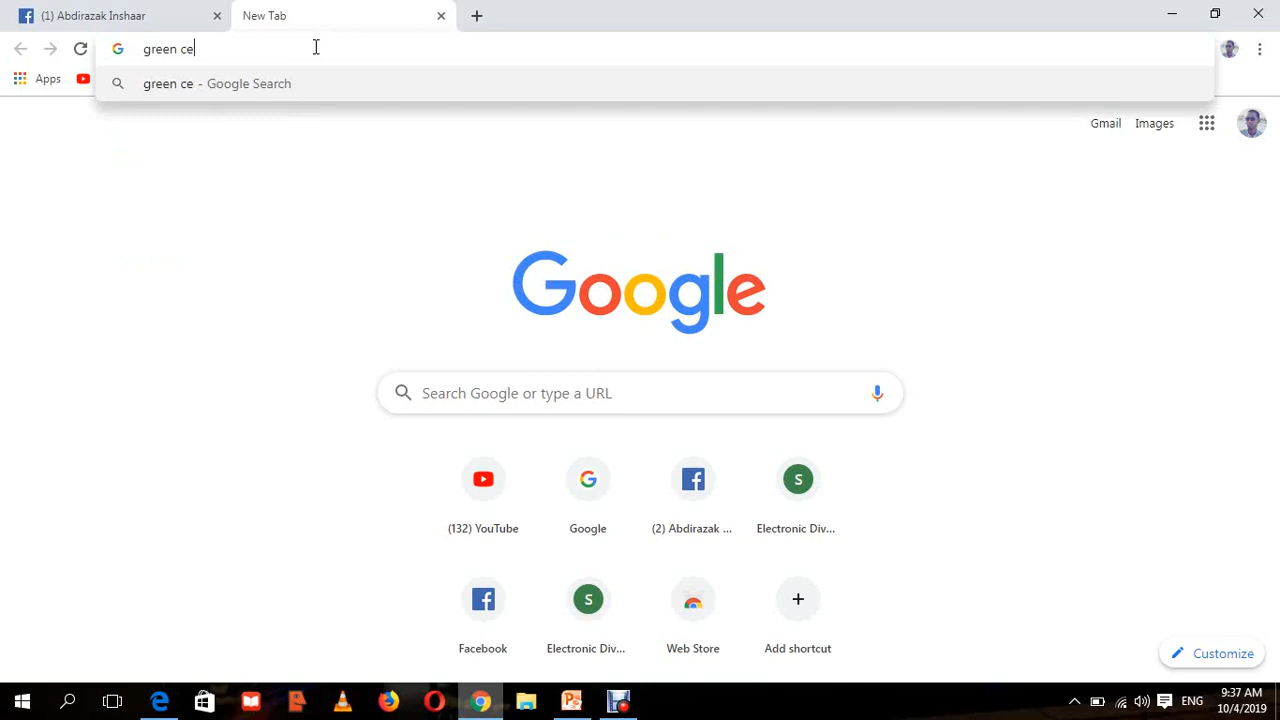 (1) Abdirazak Inshaar
New Tab
green ce
Apps
green ce - Google Search
Gmail Images
Google
Search Google or type a URL
(132) YouTube Google (2) Abdirazak ... Electronic Div...
S
Facebook Electronic Div... Web Store Add shortcut
S
Customize
ENG
9:37 AM
10/4/2019